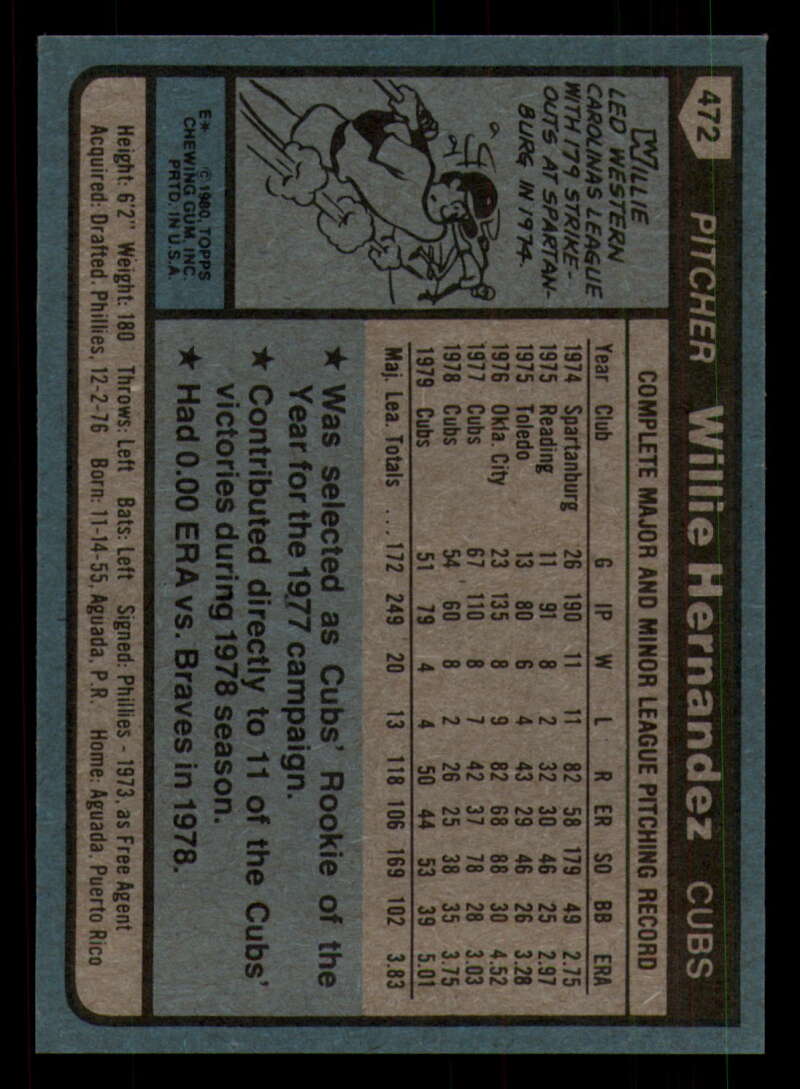 472 PITCHER Willie Hernandez CUBS
WILLIE
LED WESTERN
CAROLINAS LEAGUE
WITH 179 STRIKE-
OUTS AT SPARTAN-
BURG IN 1974.
E* © 1980, TOPPS
CHEWING GUM, INC.
PRTD. IN U.S.A.
COMPLETE MAJOR AND MINOR LEAGUE PITCHING RECORD
Year Club G IP W L R ER SO BB ERA
1974 Spartanburg 26 190 11 11 82 58 179 49 2.75
1975 Reading 11 91 8 2 32 30 46 25 2.97
1975 Toledo 13 80 6 4 43 29 46 26 3.28
1976 Okla. City 23 135 8 9 82 68 88 30 4.52
1977 Cubs 67 110 8 7 42 37 78 28 3.03
1978 Cubs 54 60 8 2 26 25 38 35 3.75
1979 Cubs 51 79 4 4 50 44 53 39 5.01
Maj. Lea. Totals .... 172 249 20 13 118 106 169 102 3.83
★ Was selected as Cubs' Rookie of the
Year for the 1977 campaign.
★ Contributed directly to 11 of the Cubs'
victories during 1978 season.
★ Had 0.00 ERA vs. Braves in 1978.
Height: 6'2" Weight: 180 Throws: Left Bats: Left Signed: Phillies - 1973, as Free Agent
Acquired: Drafted, Phillies, 12-2-76 Born: 11-14-55, Aguada, P.R. Home: Aguada, Puerto Rico